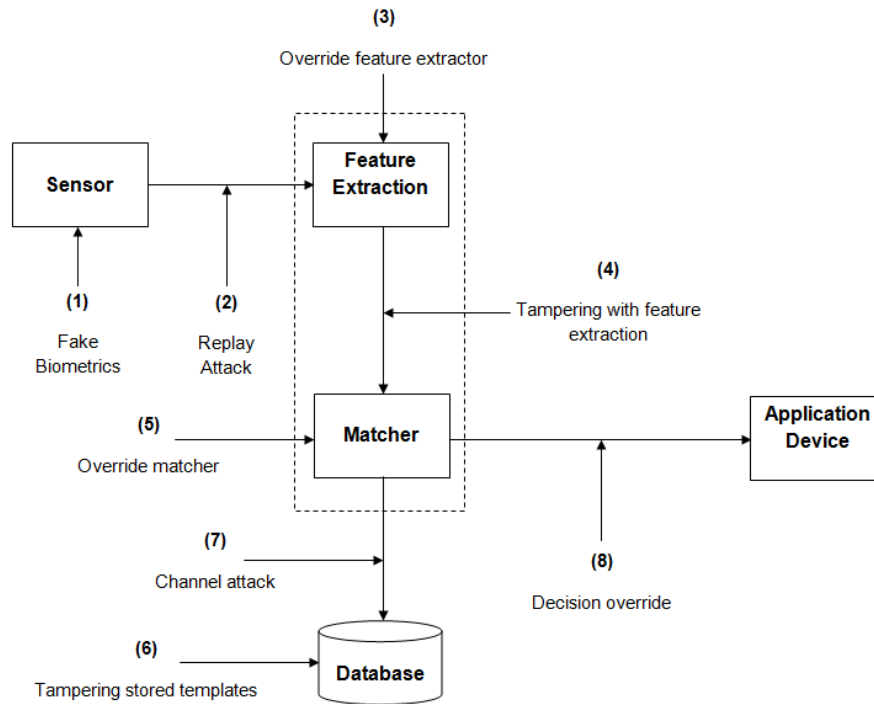 (3)
Override feature extractor
Feature
Extraction
Sensor
(1)
Fake
Biometrics
(2)
Replay
Attack
(4)
Tampering with feature
extraction
(5)
Override matcher
Matcher
Application
Device
(7)
Channel attack
(8)
Decision override
(6)
Tampering stored templates
Database